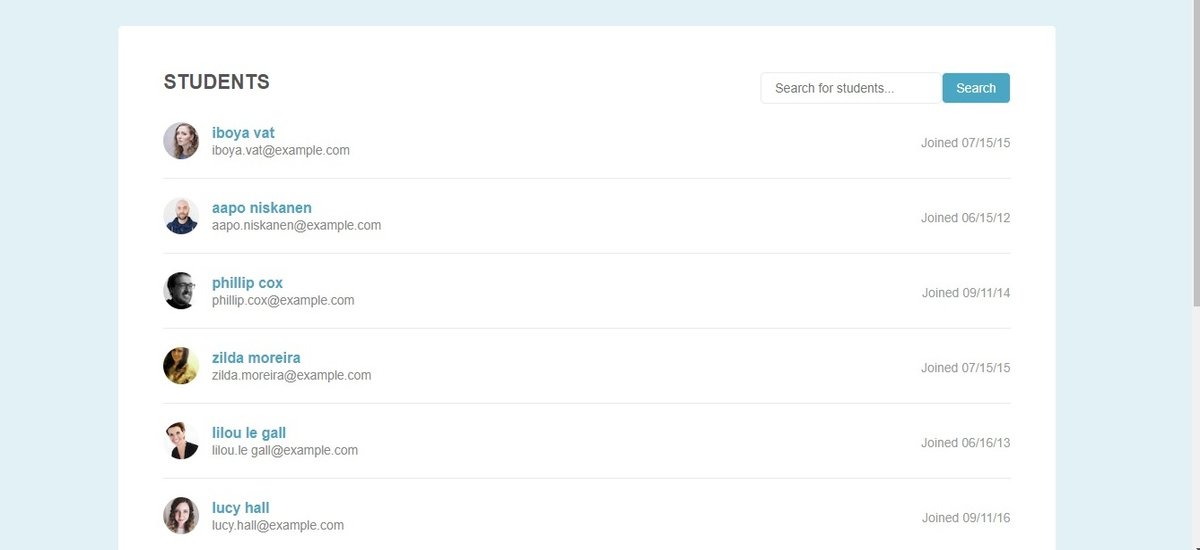 STUDENTS
Search for students...
Search
iboya vat
iboya.vat@example.com
Joined 07/15/15
aapo niskanen
aapo.niskanen@example.com
Joined 06/15/12
phillip cox
phillip.cox@example.com
Joined 09/11/14
zilda moreira
zilda.moreira@example.com
Joined 07/15/15
lilou le gall
lilou.le gall@example.com
Joined 06/16/13
lucy hall
lucy.hall@example.com
Joined 09/11/16